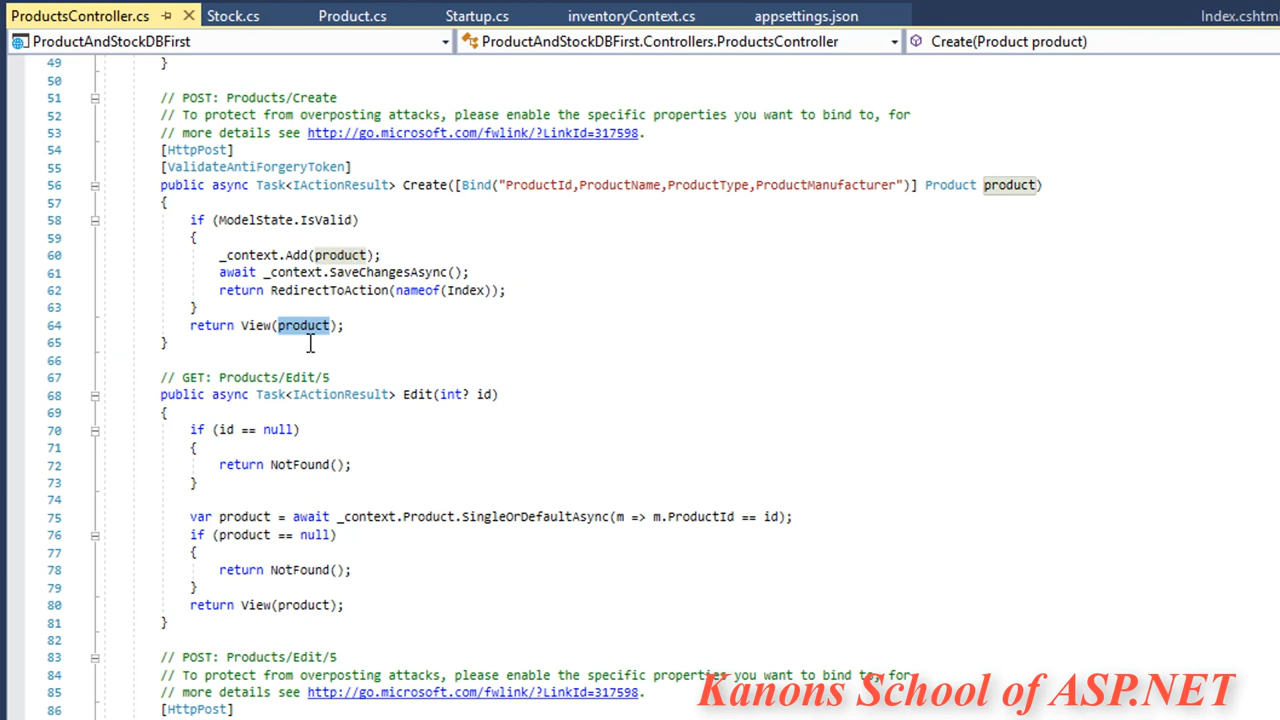 ProductsController.cs Stock.cs Product.cs Startup.cs inventoryContext.cs appsettings.json Index.cshtm
ProductAndStockDBFirst ProductAndStockDBFirst.Controllers.ProductsController Create(Product product)
49 }
50
51 // POST: Products/Create
52 // To protect from overposting attacks, please enable the specific properties you want to bind to, for
53 // more details see http://go.microsoft.com/fwlink/?LinkId=317598.
54 [HttpPost]
55 [ValidateAntiForgeryToken]
56 public async Task<IActionResult> Create([Bind("ProductId,ProductName,ProductType,ProductManufacturer")] Product product)
57 {
58 if (ModelState.IsValid)
59 {
60 _context.Add(product);
61 await _context.SaveChangesAsync();
62 return RedirectToAction(nameof(Index));
63 }
64 return View(product);
65 }
66
67 // GET: Products/Edit/5
68 public async Task<IActionResult> Edit(int? id)
69 {
70 if (id == null)
71 {
72 return NotFound();
73 }
74
75 var product = await _context.Product.SingleOrDefaultAsync(m => m.ProductId == id);
76 if (product == null)
77 {
78 return NotFound();
79 }
80 return View(product);
81 }
82
83 // POST: Products/Edit/5
84 // To protect from overposting attacks, please enable the specific properties you want to bind to, for
85 // more details see http://go.microsoft.com/fwlink/?LinkId=317598.
86 [HttpPost]
Kanons School of ASP.NET